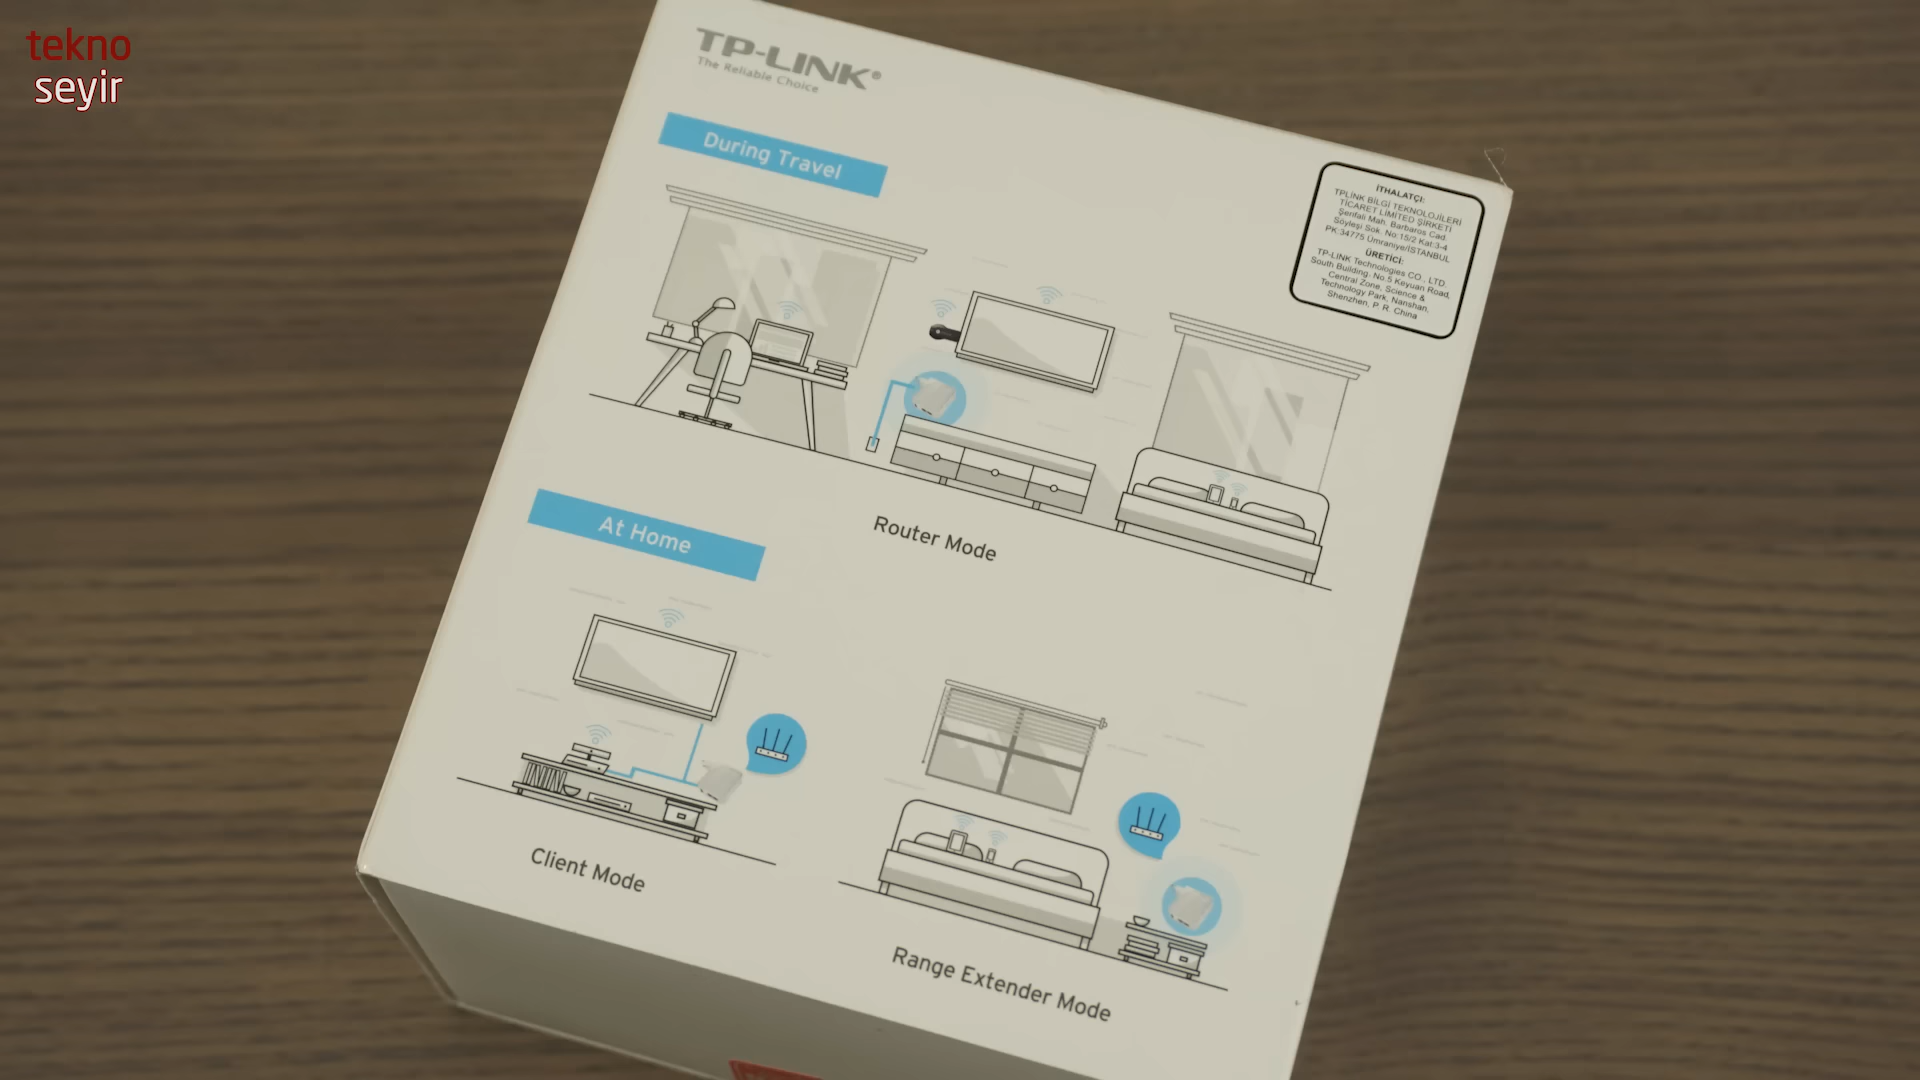 tekno
seyir
TP-LINK®
The Reliable Choice
During Travel
İTHALATÇI:
TPLİNK BİLGİ TEKNOLOJİLERİ
TİCARET LİMİTED ŞİRKETİ
Şerifali Mah. Barbaros Cad.
Söyleşi Sok. No:15/2 Kat:3-4
PK:34775 Ümraniye/İSTANBUL
ÜRETİCİ:
TP-LINK Technologies CO., LTD.
South Building, No.5 Keyuan Road,
Central Zone, Science &
Technology Park, Nanshan,
Shenzhen, P. R. China
Router Mode
At Home
Client Mode
Range Extender Mode